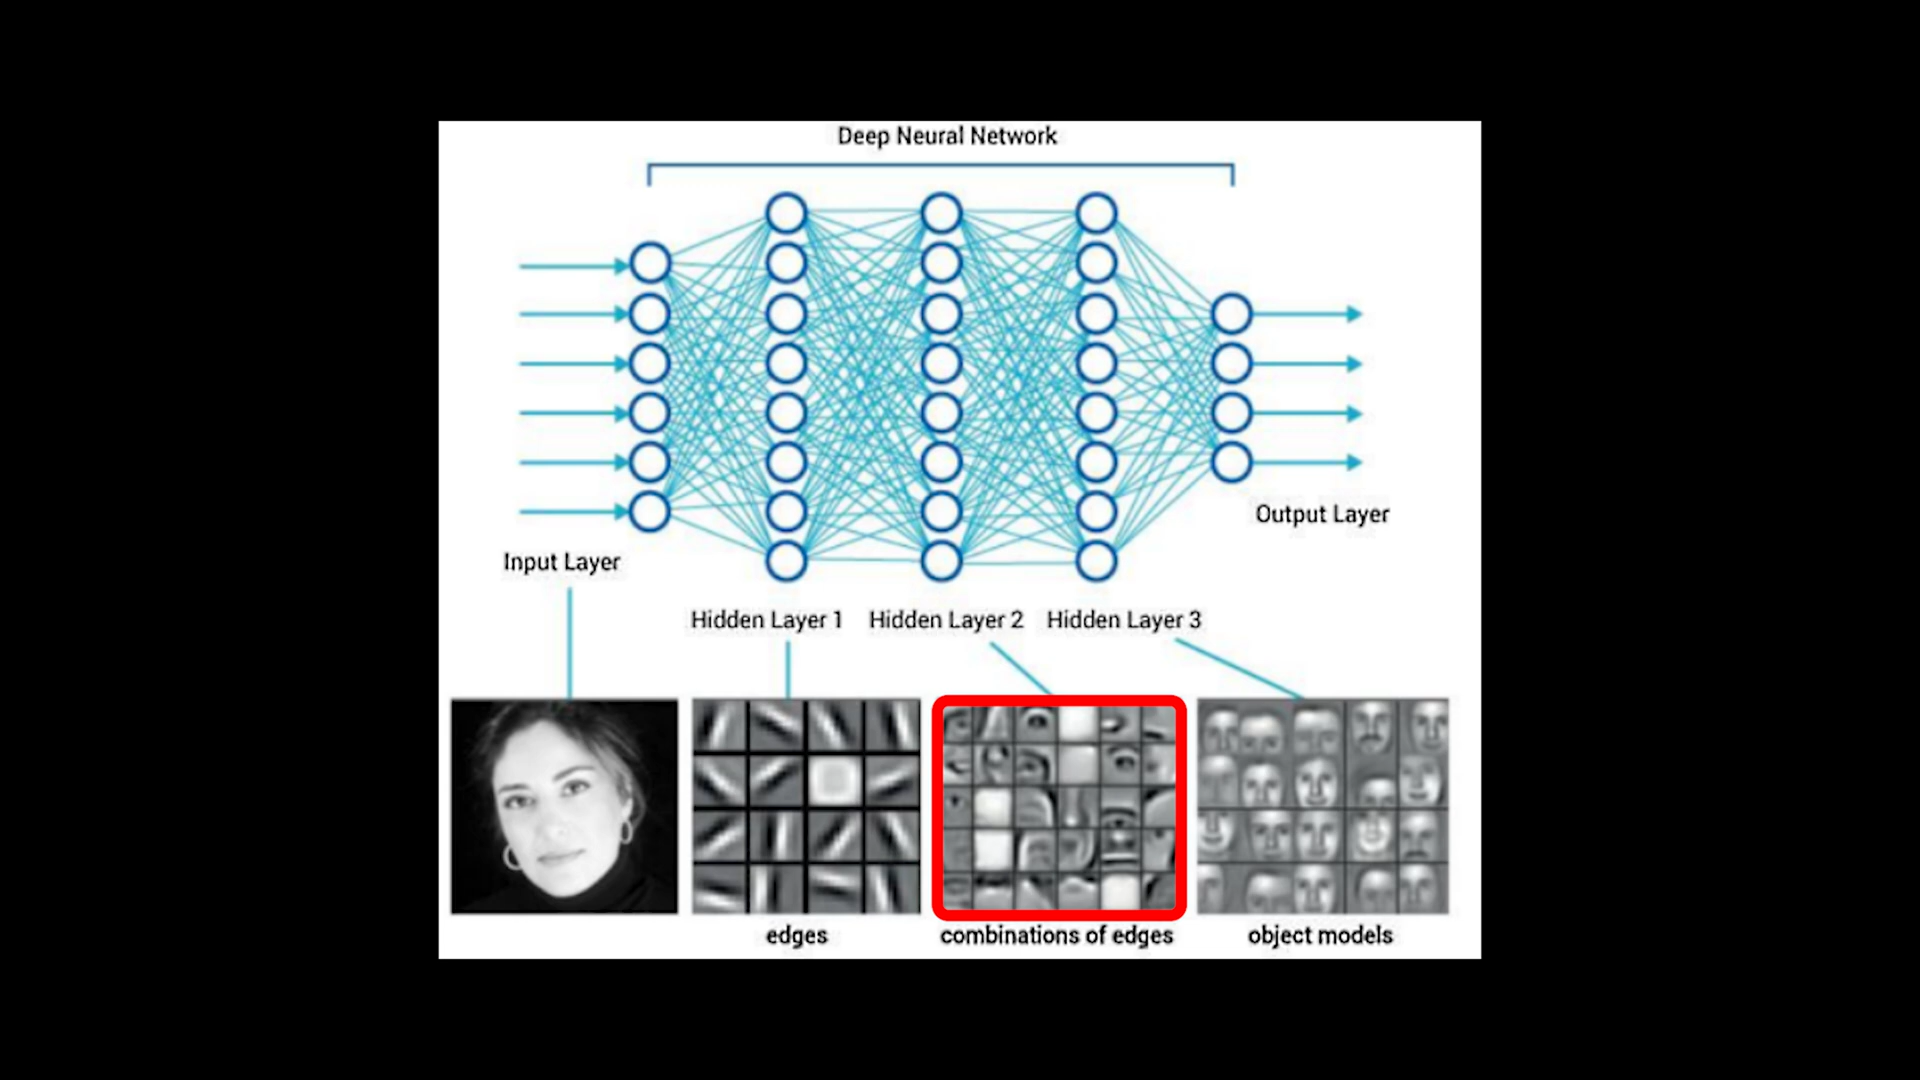 Deep Neural Network
Output Layer
Input Layer
Hidden Layer 1
Hidden Layer 2
Hidden Layer 3
edges
combinations of edges
object models